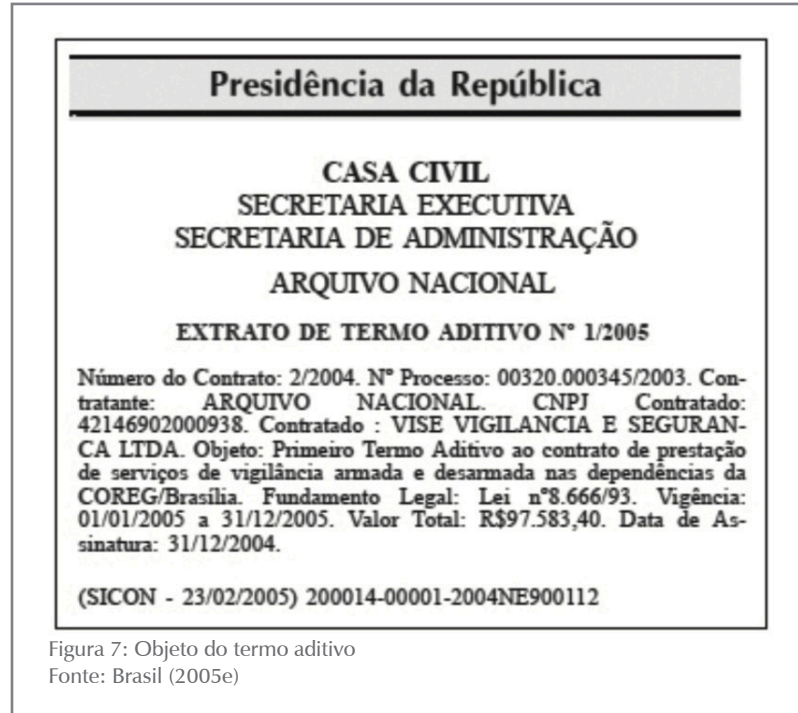 Presidência da República
CASA CIVIL
SECRETARIA EXECUTIVA
SECRETARIA DE ADMINISTRAÇÃO
ARQUIVO NACIONAL
EXTRATO DE TERMO ADITIVO Nº 1/2005
Número do Contrato: 2/2004. Nº Processo: 00320.000345/2003. Con-
tratante: ARQUIVO NACIONAL. CNPJ Contratado:
42146902000938. Contratado : VISE VIGILANCIA E SEGURAN-
CA LTDA. Objeto: Primeiro Termo Aditivo ao contrato de prestação
de serviços de vigilância armada e desarmada nas dependências da
COREG/Brasília. Fundamento Legal: Lei nº8.666/93. Vigência:
01/01/2005 a 31/12/2005. Valor Total: R$97.583,40. Data de As-
sinatura: 31/12/2004.
(SICON - 23/02/2005) 200014-00001-2004NE900112
Figura 7: Objeto do termo aditivo
Fonte: Brasil (2005e)